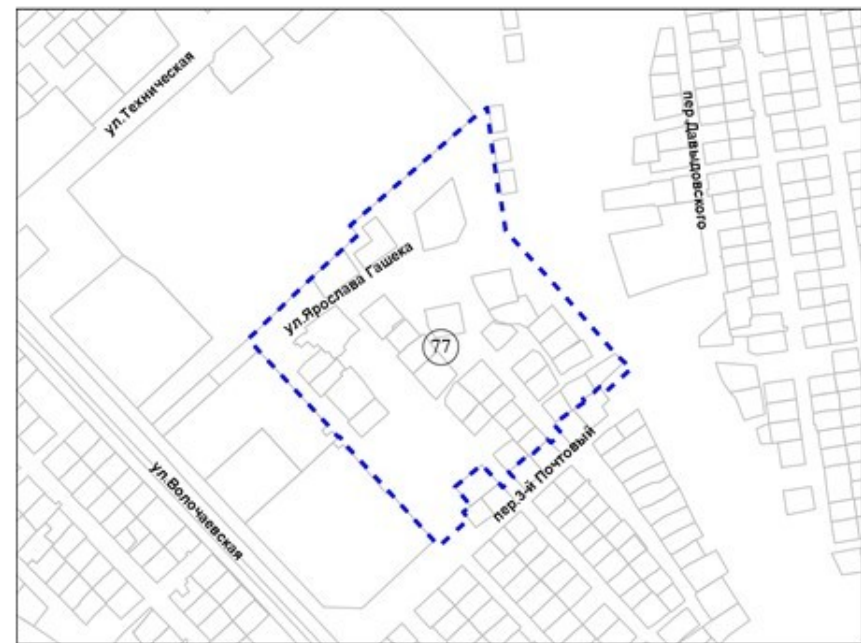 ул.Техническая
пер.Давыдовского
ул.Ярослава Гашека
77
пер.3-й Почтовый
ул.Волочаевская